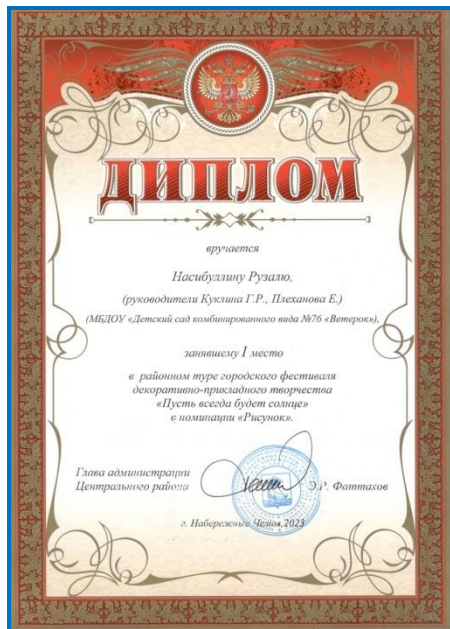 ДИПЛОМ
вручается
Насибуллину Рузалю,
(руководители Куклина Г.Р., Плеханова Е.)
(МБДОУ «Детский сад комбинированного вида №76 «Ветерок»),
занявшему I место
в районном туре городского фестиваля
декоративно-прикладного творчества
«Пусть всегда будет солнце»
в номинации «Рисунок».
Глава администрации
Центрального района
Э.Р. Фаттахов
г. Набережные Челны, 2023